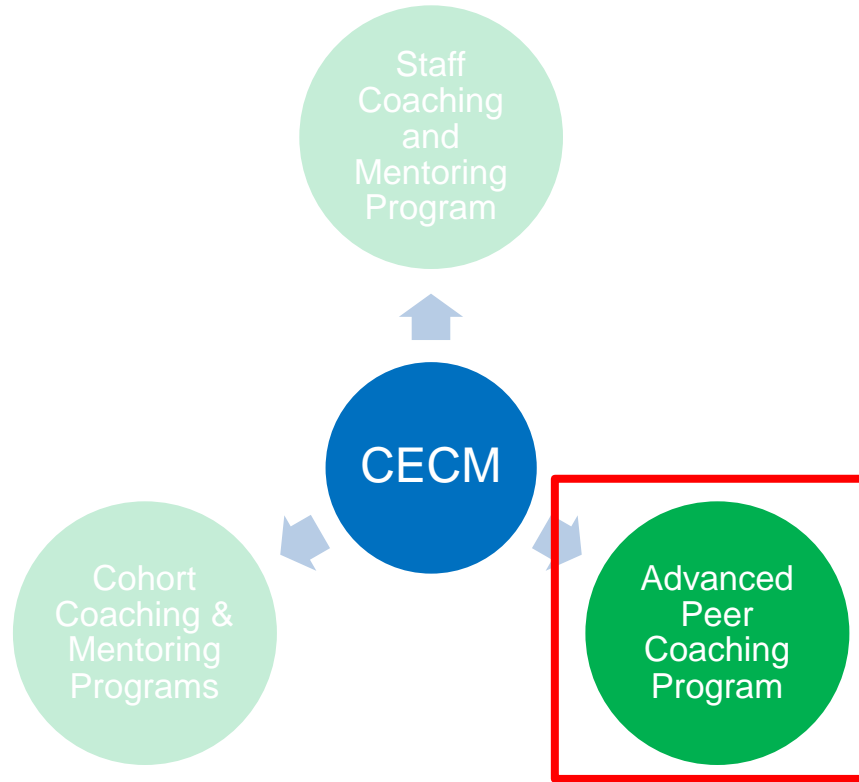 Staff
Coaching
and
Mentoring
Program
CECM
Cohort
Coaching &
Mentoring
Programs
Advanced
Peer
Coaching
Program